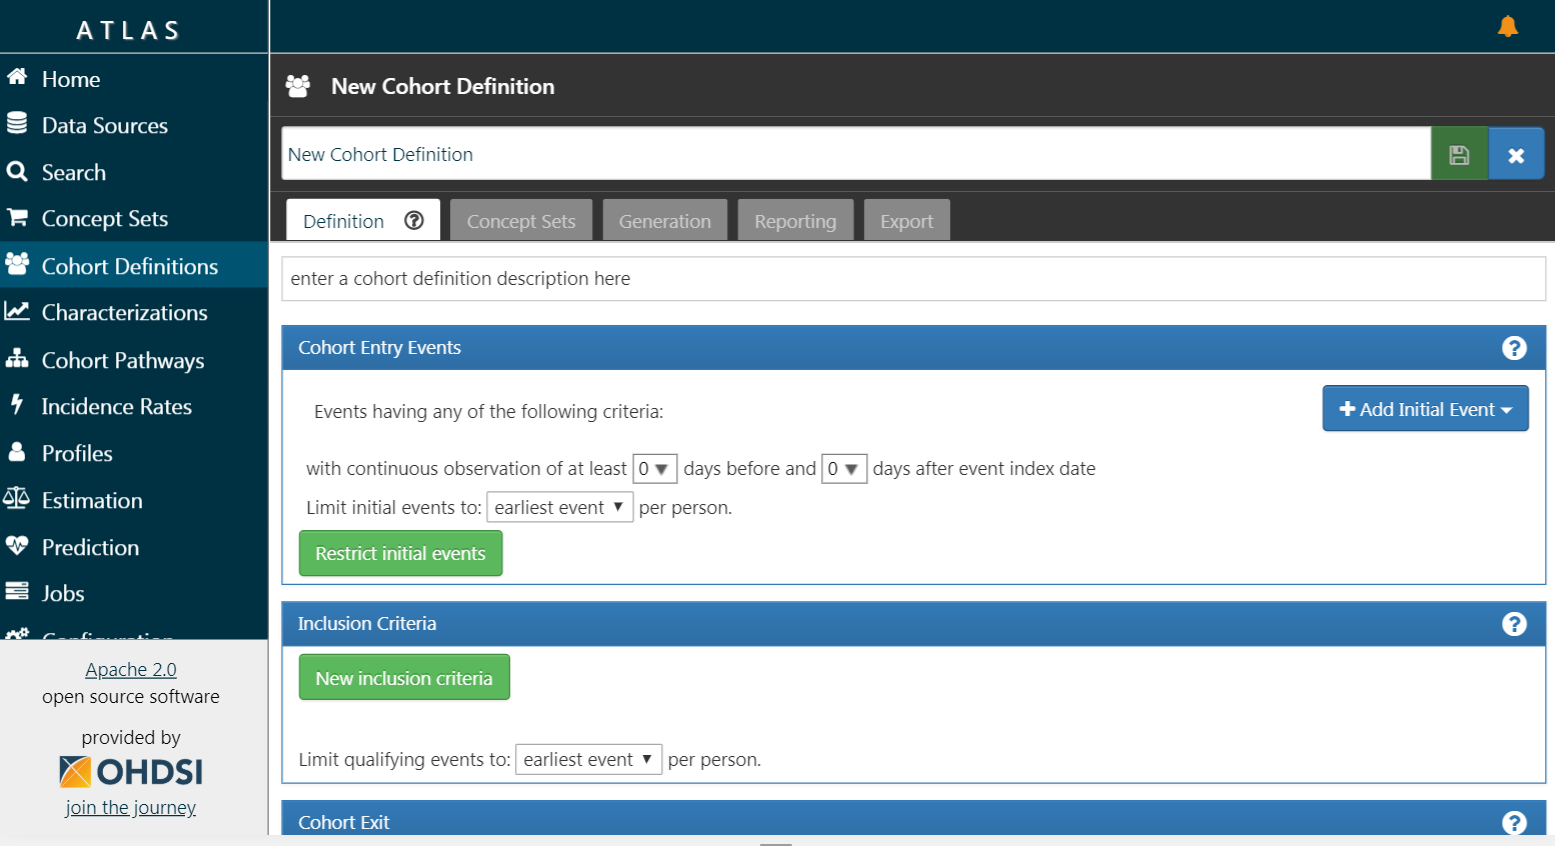 ATLAS
Home
Data Sources
Search
Concept Sets
Cohort Definitions
Characterizations
Cohort Pathways
Incidence Rates
Profiles
Estimation
Prediction
Jobs
Configuration
Apache 2.0
open source software
provided by
OHDSI
join the journey
New Cohort Definition
New Cohort Definition
Definition ?
Concept Sets
Generation
Reporting
Export
enter a cohort definition description here
Cohort Entry Events ?
Events having any of the following criteria:
+ Add Initial Event
with continuous observation of at least 0 ▼ days before and 0 ▼ days after event index date
Limit initial events to: earliest event ▼ per person.
Restrict initial events
Inclusion Criteria ?
New inclusion criteria
Limit qualifying events to: earliest event ▼ per person.
Cohort Exit ?